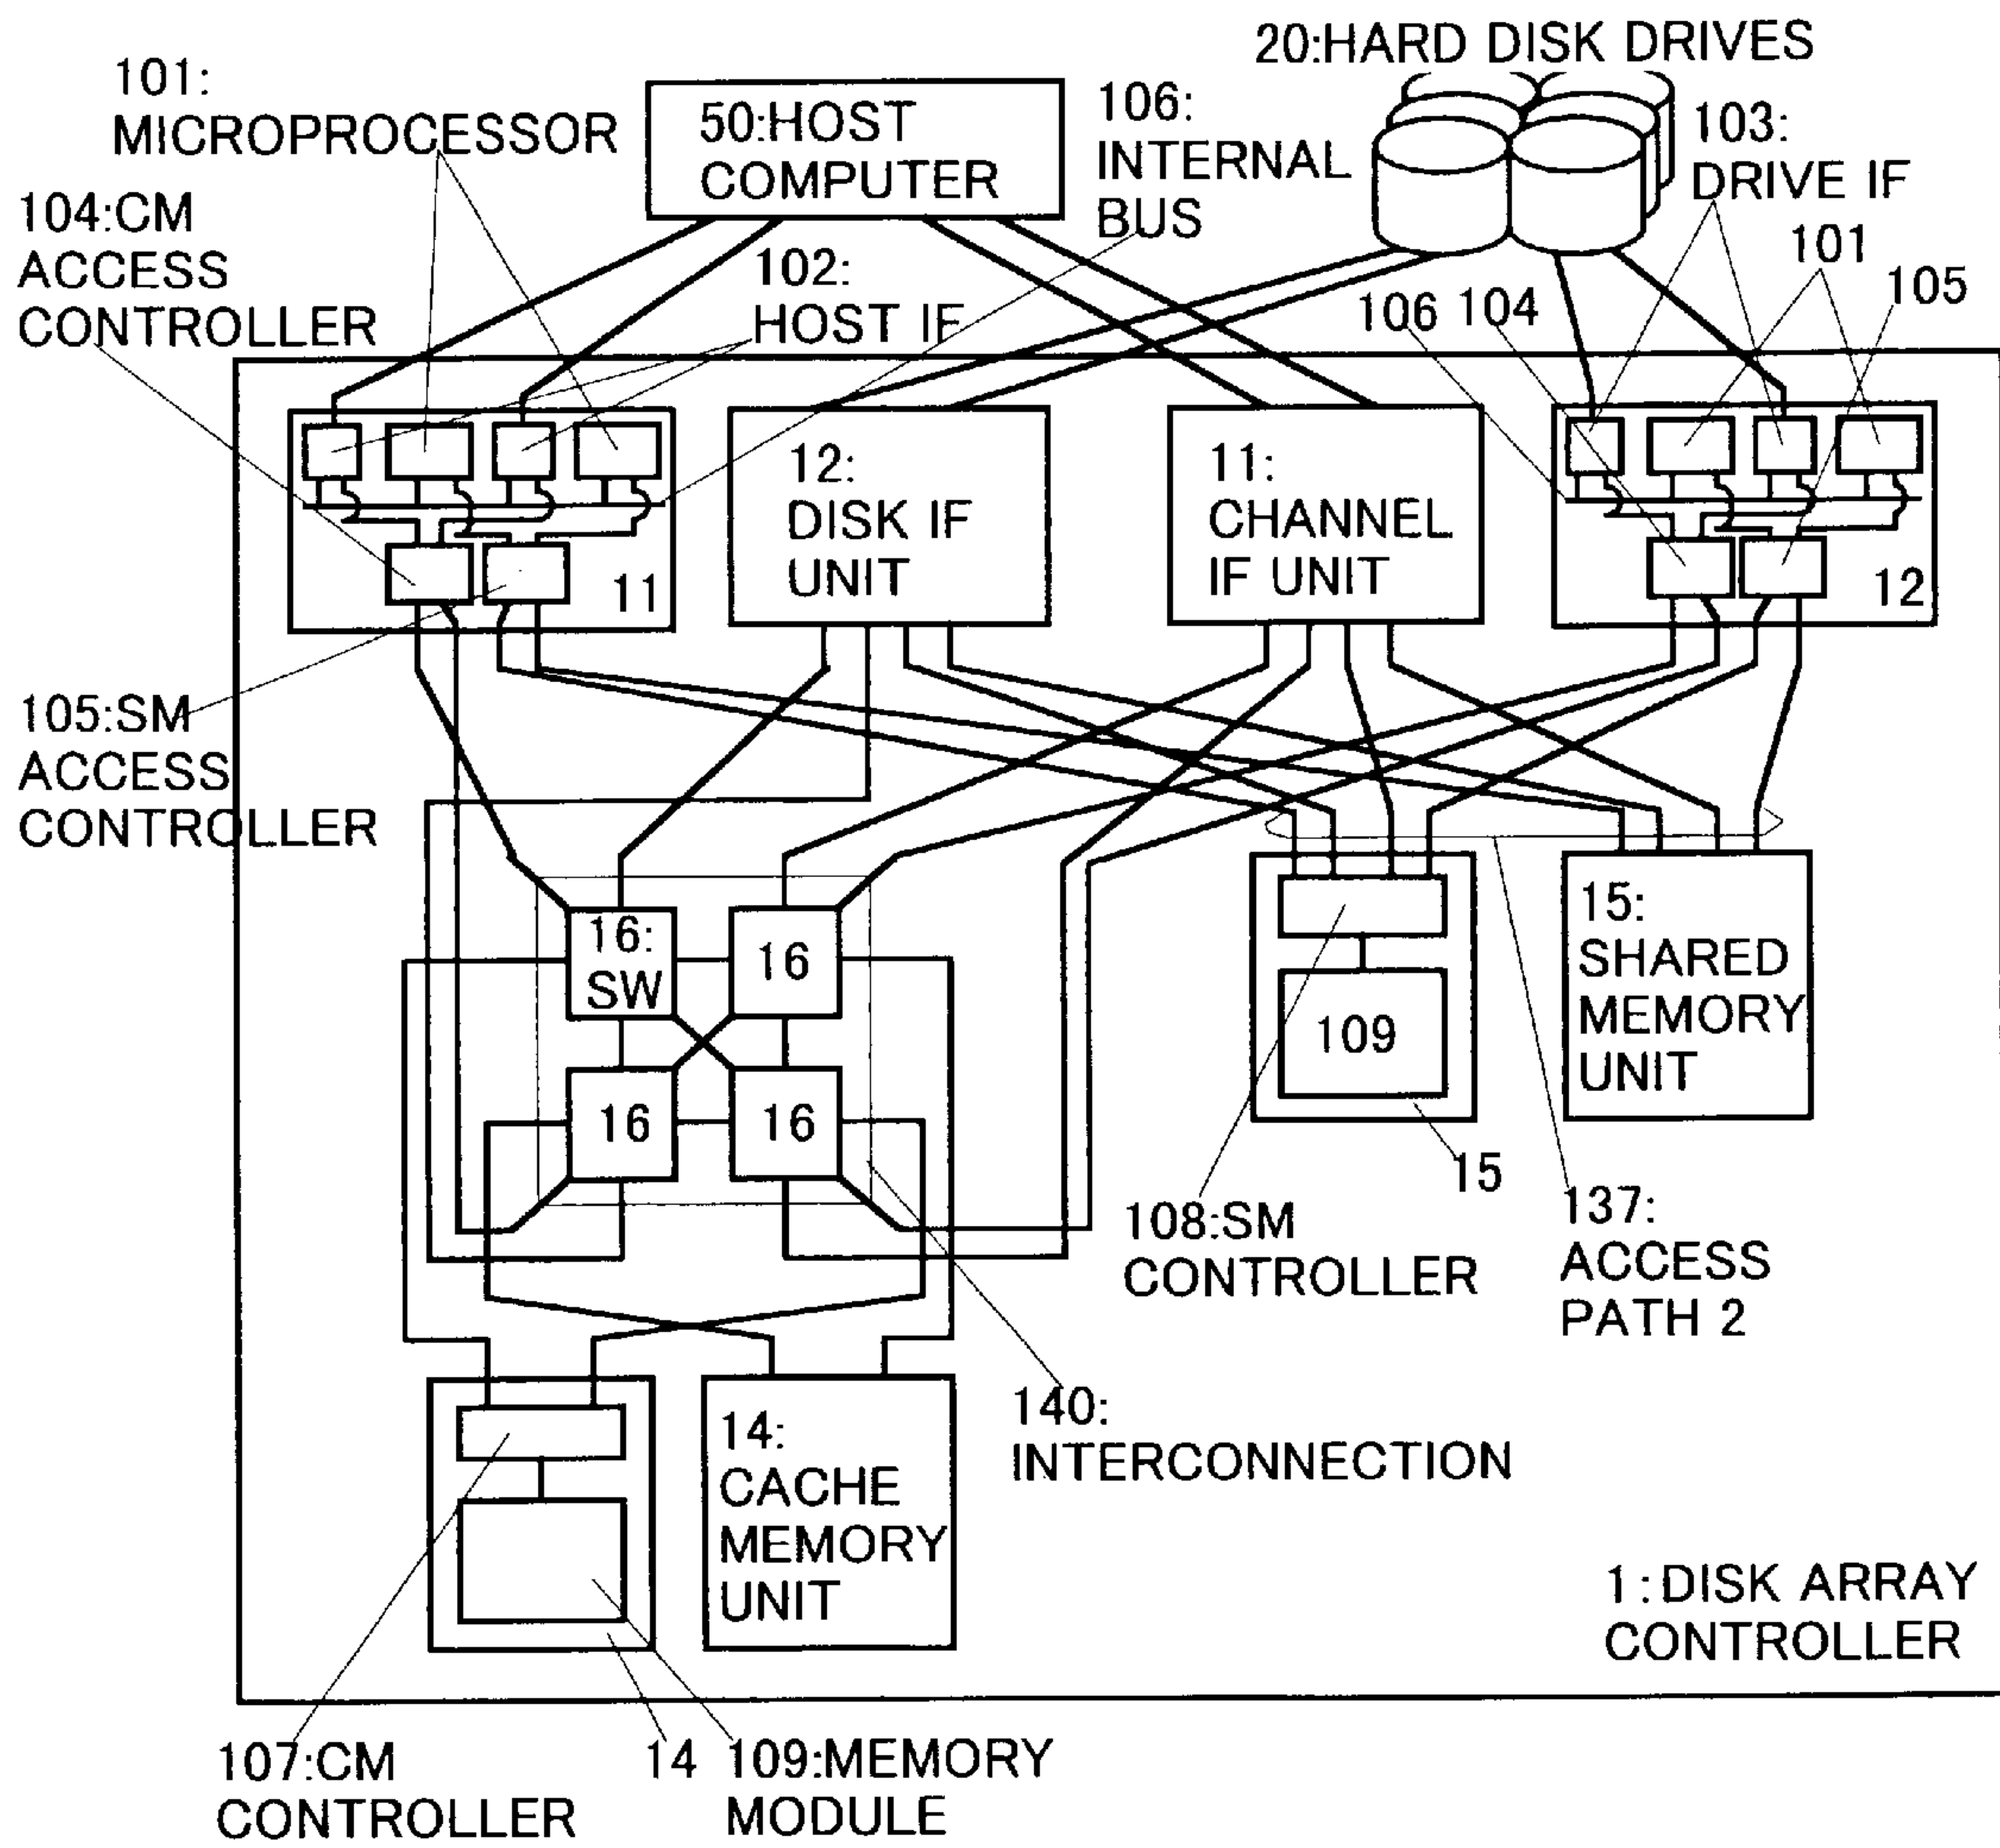 20:HARD DISK DRIVES
101:
MICROPROCESSOR
50:HOST
COMPUTER
106:
INTERNAL
BUS
103:
DRIVE IF
104:CM
ACCESS
CONTROLLER
102:
HOST IF
101
106
104
105
12:
DISK IF
UNIT
11:
CHANNEL
IF UNIT
11
12
105:SM
ACCESS
CONTROLLER
16:
SW
16
16
16
109
15:
SHARED
MEMORY
UNIT
15
108:SM
CONTROLLER
137:
ACCESS
PATH 2
140:
INTERCONNECTION
14:
CACHE
MEMORY
UNIT
1:DISK ARRAY
CONTROLLER
107:CM
CONTROLLER
14
109:MEMORY
MODULE